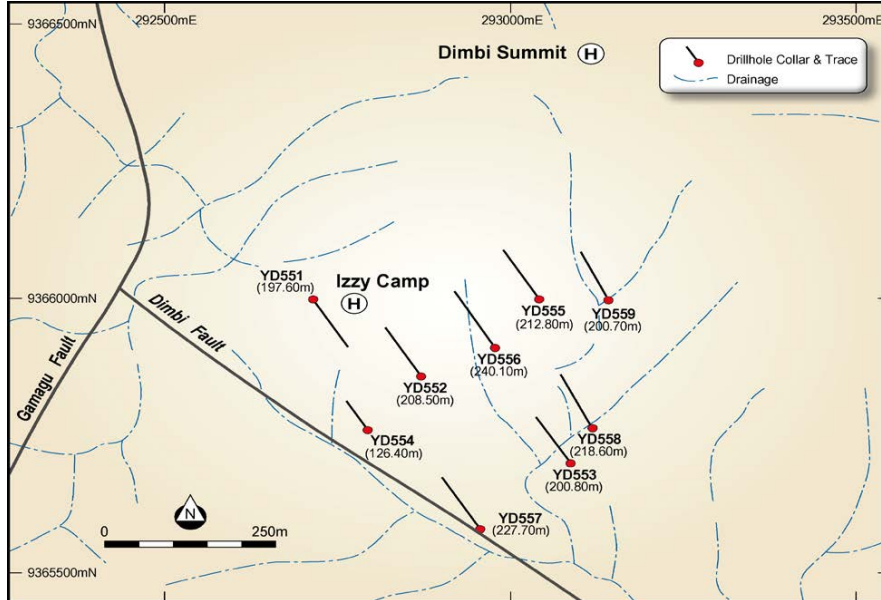 292500mE
293000mE
293500mE
9366500mN
Dimbi Summit H
Drillhole Collar & Trace
Drainage
YD551
(197.60m)
Izzy Camp
H
9366000mN
YD555
(212.80m)
YD559
(200.70m)
Dimbi Fault
Gamagu Fault
YD556
(240.10m)
YD552
(208.50m)
YD554
(126.40m)
YD558
(218.60m)
YD553
(200.80m)
YD557
(227.70m)
N
0
250m
9365500mN